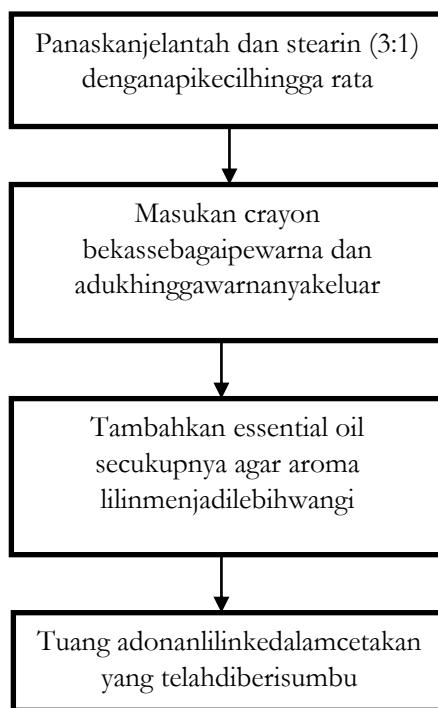 Panaskanjelantah dan stearin (3:1)
denganapikecilhingga rata
Masukan crayon
bekassebagaipewarna dan
adukhinggawarnanyakeluar
Tambahkan essential oil
secukupnya agar aroma
lilinmenjadilebihwangi
Tuang adonanlilinkedalamcetakan
yang telahdiberisumbu